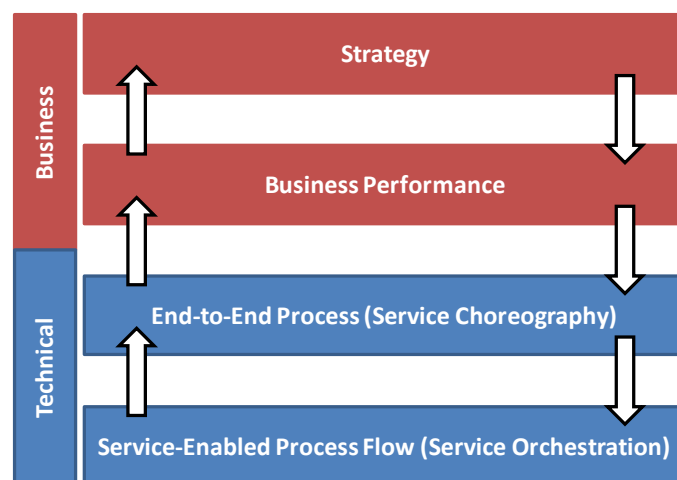 Business
Strategy
Business Performance
Technical
End-to-End Process (Service Choreography)
Service-Enabled Process Flow (Service Orchestration)